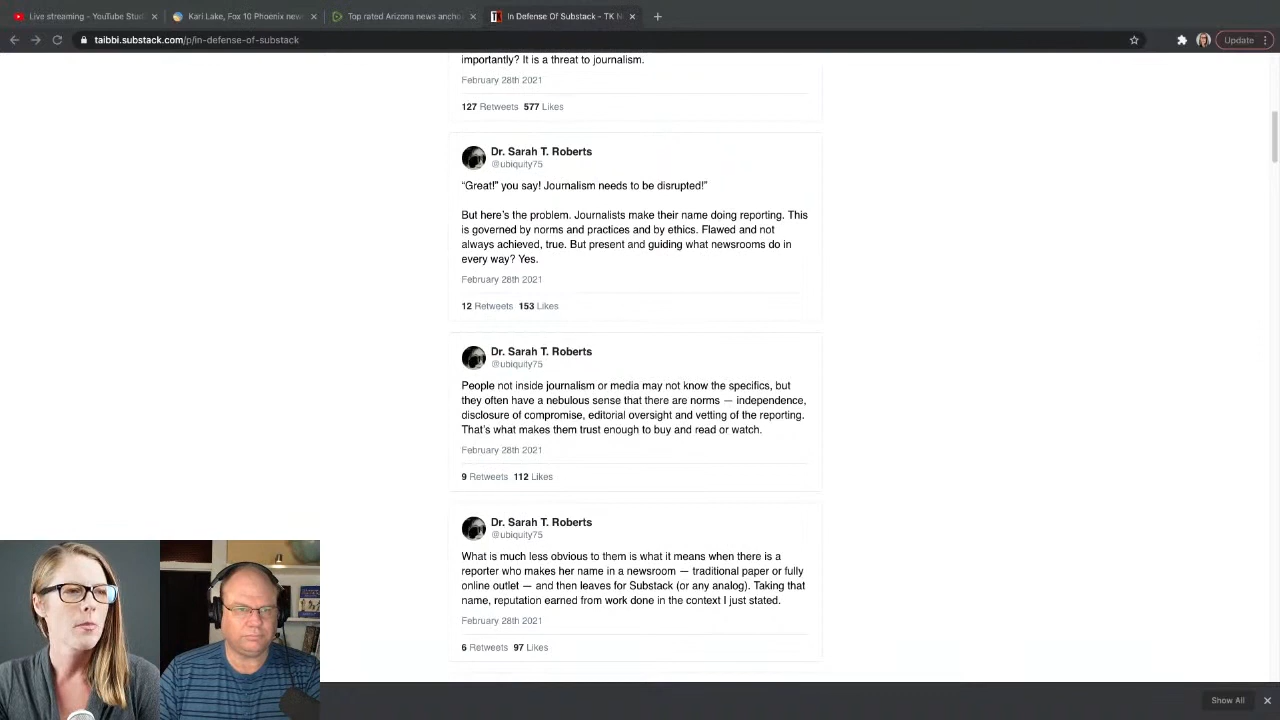 Live streaming - YouTube Stud
Kari Lake, Fox 10 Phoenix new
Top rated Arizona news ancho
In Defense Of Substack - TK N
taibbi.substack.com/p/in-defense-of-substack
Update
importantly? It is a threat to journalism.
February 28th 2021
127 Retweets 577 Likes
Dr. Sarah T. Roberts
@ubiquity75
“Great!” you say! Journalism needs to be disrupted!”
But here’s the problem. Journalists make their name doing reporting. This
is governed by norms and practices and by ethics. Flawed and not
always achieved, true. But present and guiding what newsrooms do in
every way? Yes.
February 28th 2021
12 Retweets 153 Likes
Dr. Sarah T. Roberts
@ubiquity75
People not inside journalism or media may not know the specifics, but
they often have a nebulous sense that there are norms — independence,
disclosure of compromise, editorial oversight and vetting of the reporting.
That’s what makes them trust enough to buy and read or watch.
February 28th 2021
9 Retweets 112 Likes
Dr. Sarah T. Roberts
@ubiquity75
What is much less obvious to them is what it means when there is a
reporter who makes her name in a newsroom — traditional paper or fully
online outlet — and then leaves for Substack (or any analog). Taking that
name, reputation earned from work done in the context I just stated.
February 28th 2021
6 Retweets 97 Likes
Show All